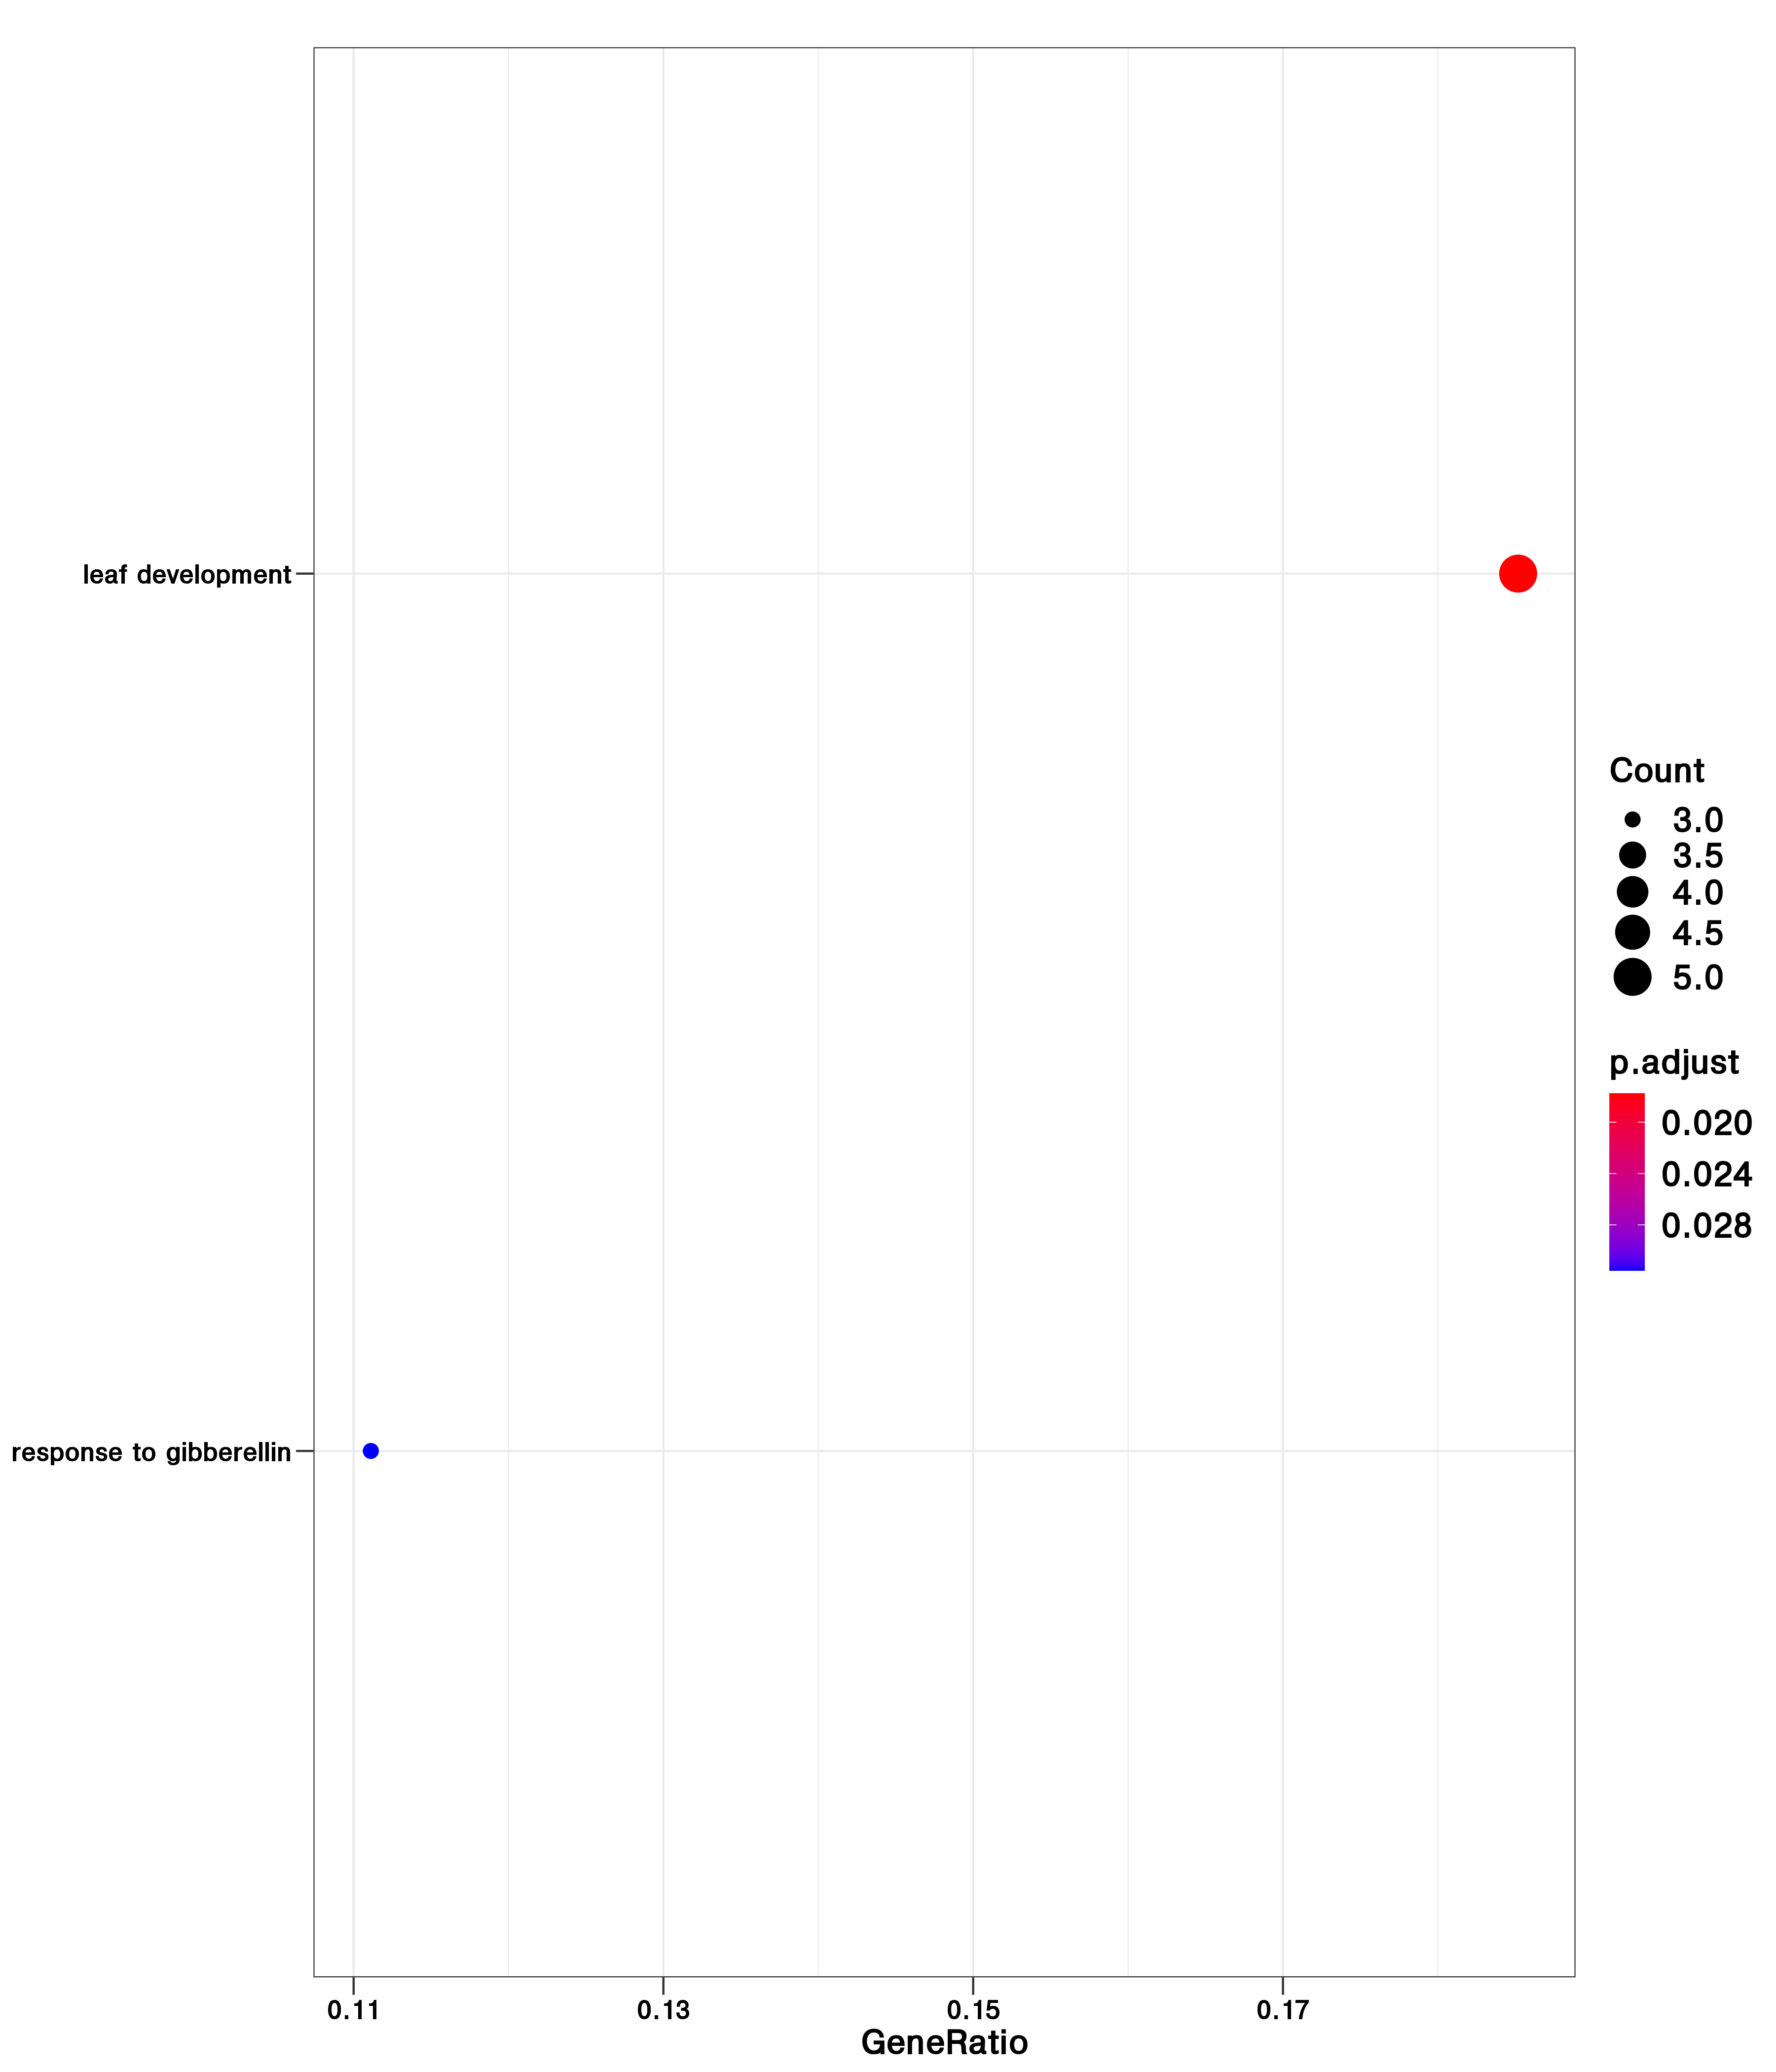 leaf development
response to gibberellin
0.11
0.13
0.15
0.17
GeneRatio
Count
3.0
3.5
4.0
4.5
5.0
p.adjust
0.020
0.024
0.028